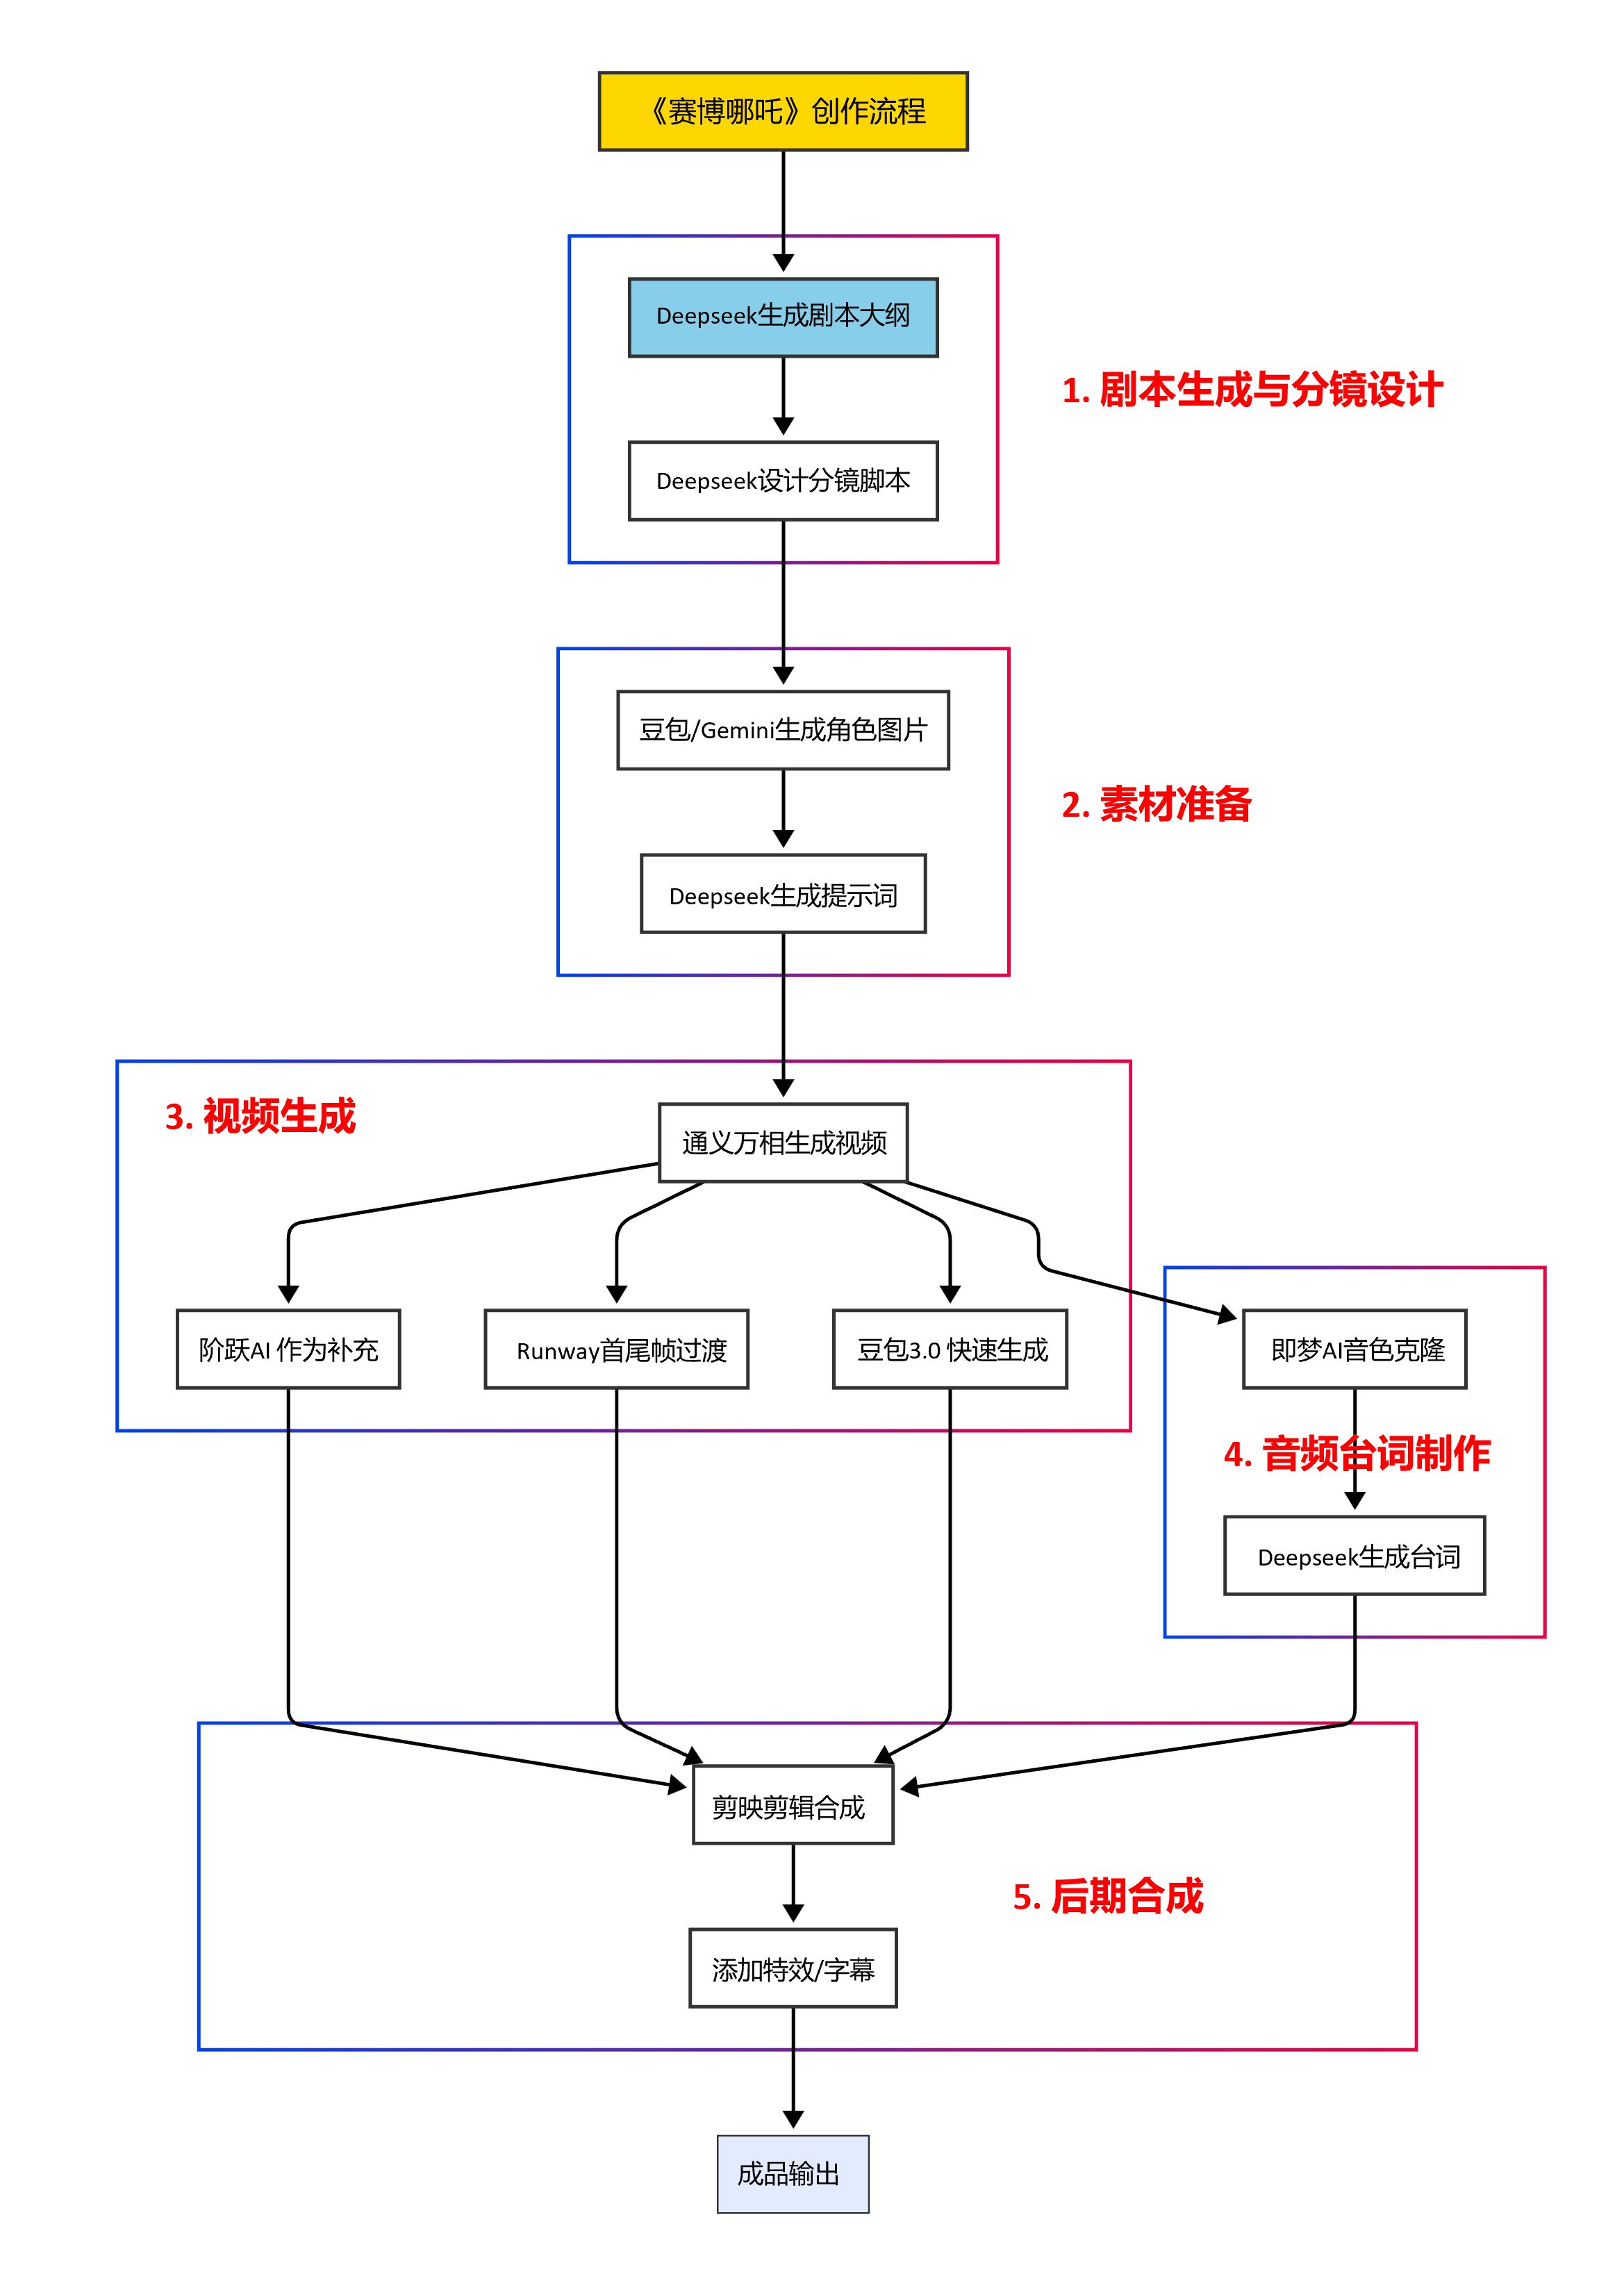 《赛博哪吒》创作流程
Deepseek生成剧本大纲
1. 剧本生成与分镜设计
Deepseek设计分镜脚本
豆包/Gemini生成角色图片
2. 素材准备
Deepseek生成提示词
3. 视频生成
通义万相生成视频
阶跃AI 作为补充
Runway首尾帧过渡
豆包3.0 快速生成
即梦AI音色克隆
4. 音频台词制作
Deepseek生成台词
剪映剪辑合成
5. 后期合成
添加特效/字幕
成品输出